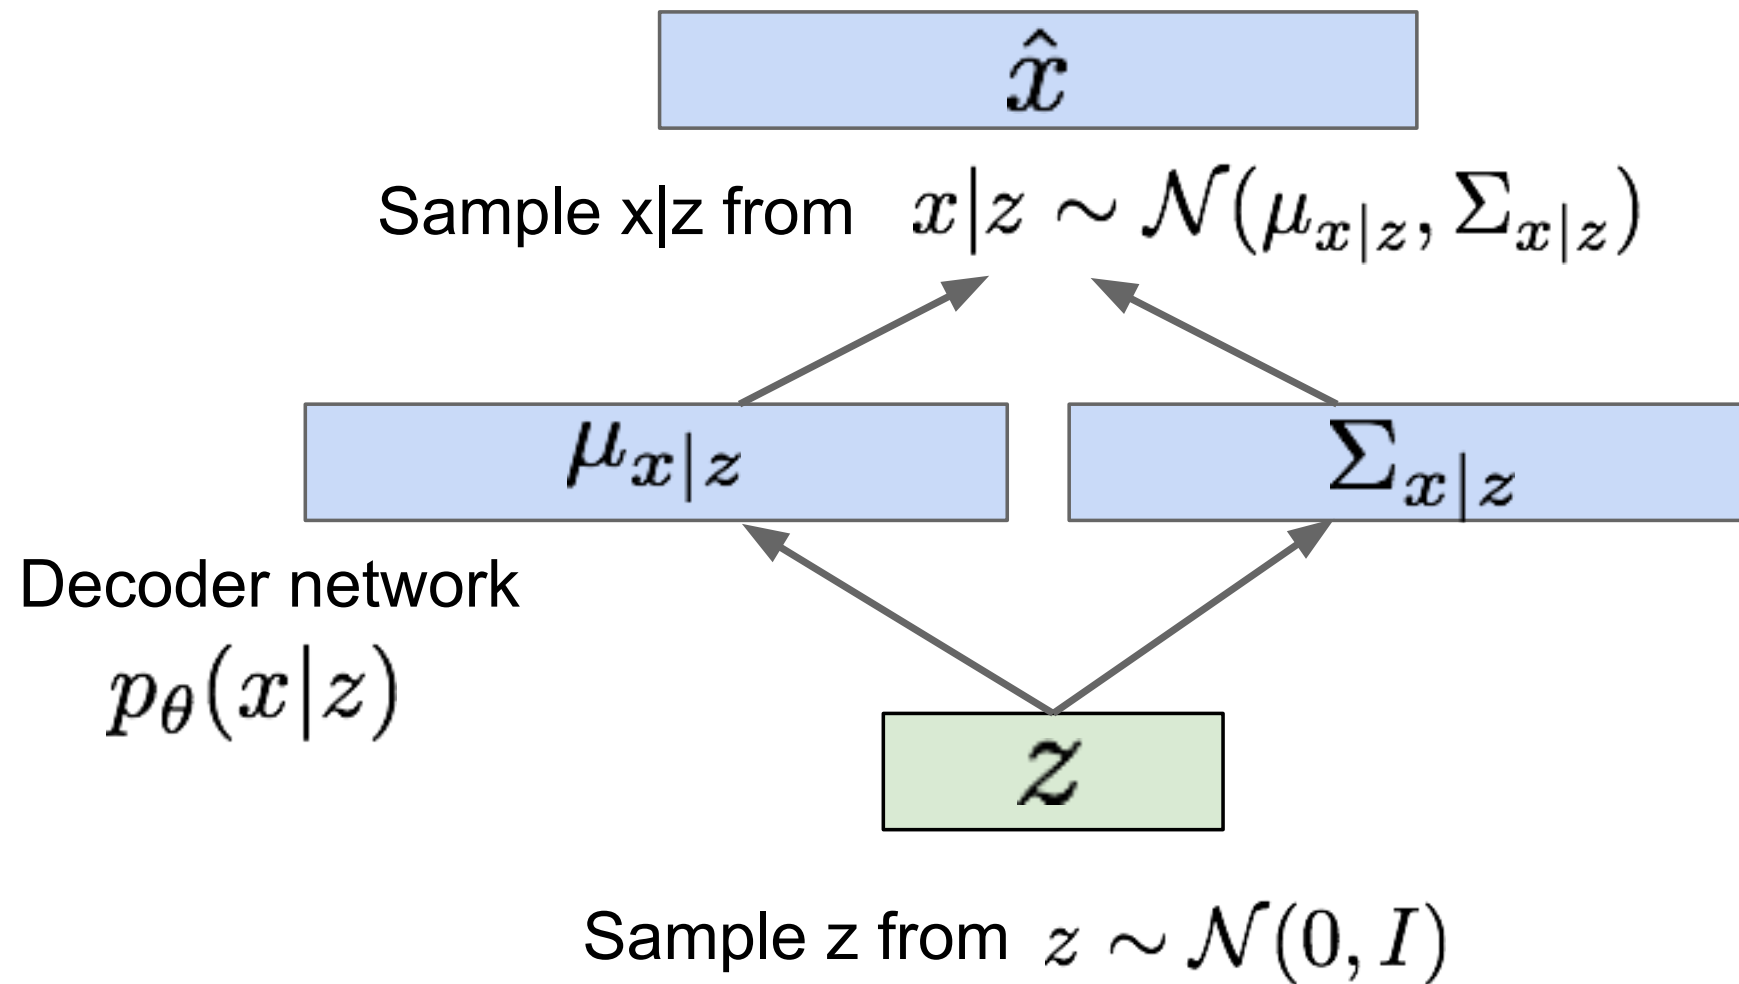 x̂
Sample x|z from x|z ∼ 𝒩(μ_{x|z}, Σ_{x|z})
μ_{x|z}
Σ_{x|z}
Decoder network
p_θ(x|z)
z
Sample z from z ∼ 𝒩(0, I)